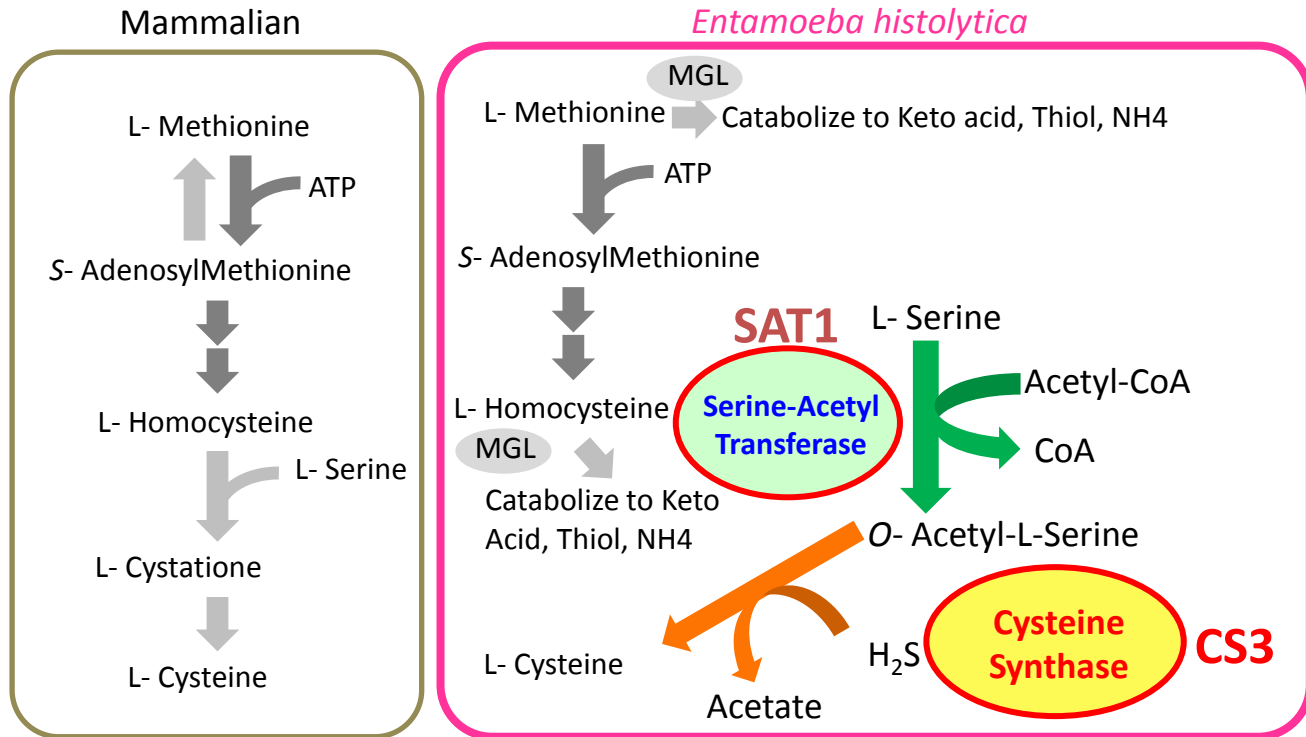 Mammalian
L- Methionine
ATP
S- AdenosylMethionine
L- Homocysteine
L- Serine
L- Cystatione
L- Cysteine
Entamoeba histolytica
MGL
L- Methionine
Catabolize to Keto acid, Thiol, NH4
ATP
S- AdenosylMethionine
SAT1
L- Serine
Acetyl-CoA
L- Homocysteine
Serine-Acetyl
Transferase
MGL
CoA
Catabolize to Keto
Acid, Thiol, NH4
O- Acetyl-L-Serine
Cysteine
Synthase
CS3
H₂S
L- Cysteine
Acetate